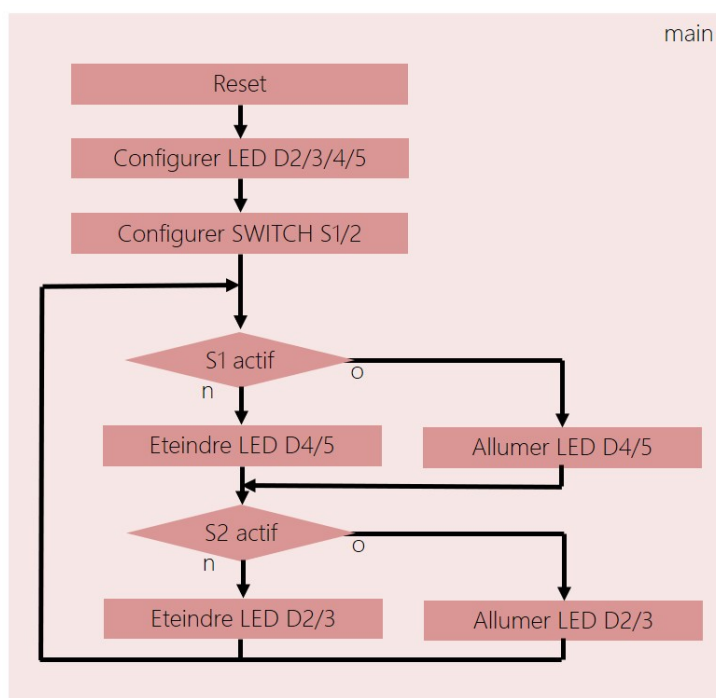 main
Reset
Configurer LED D2/3/4/5
Configurer SWITCH S1/2
S1 actif
o
n
Eteindre LED D4/5
Allumer LED D4/5
S2 actif
o
n
Eteindre LED D2/3
Allumer LED D2/3